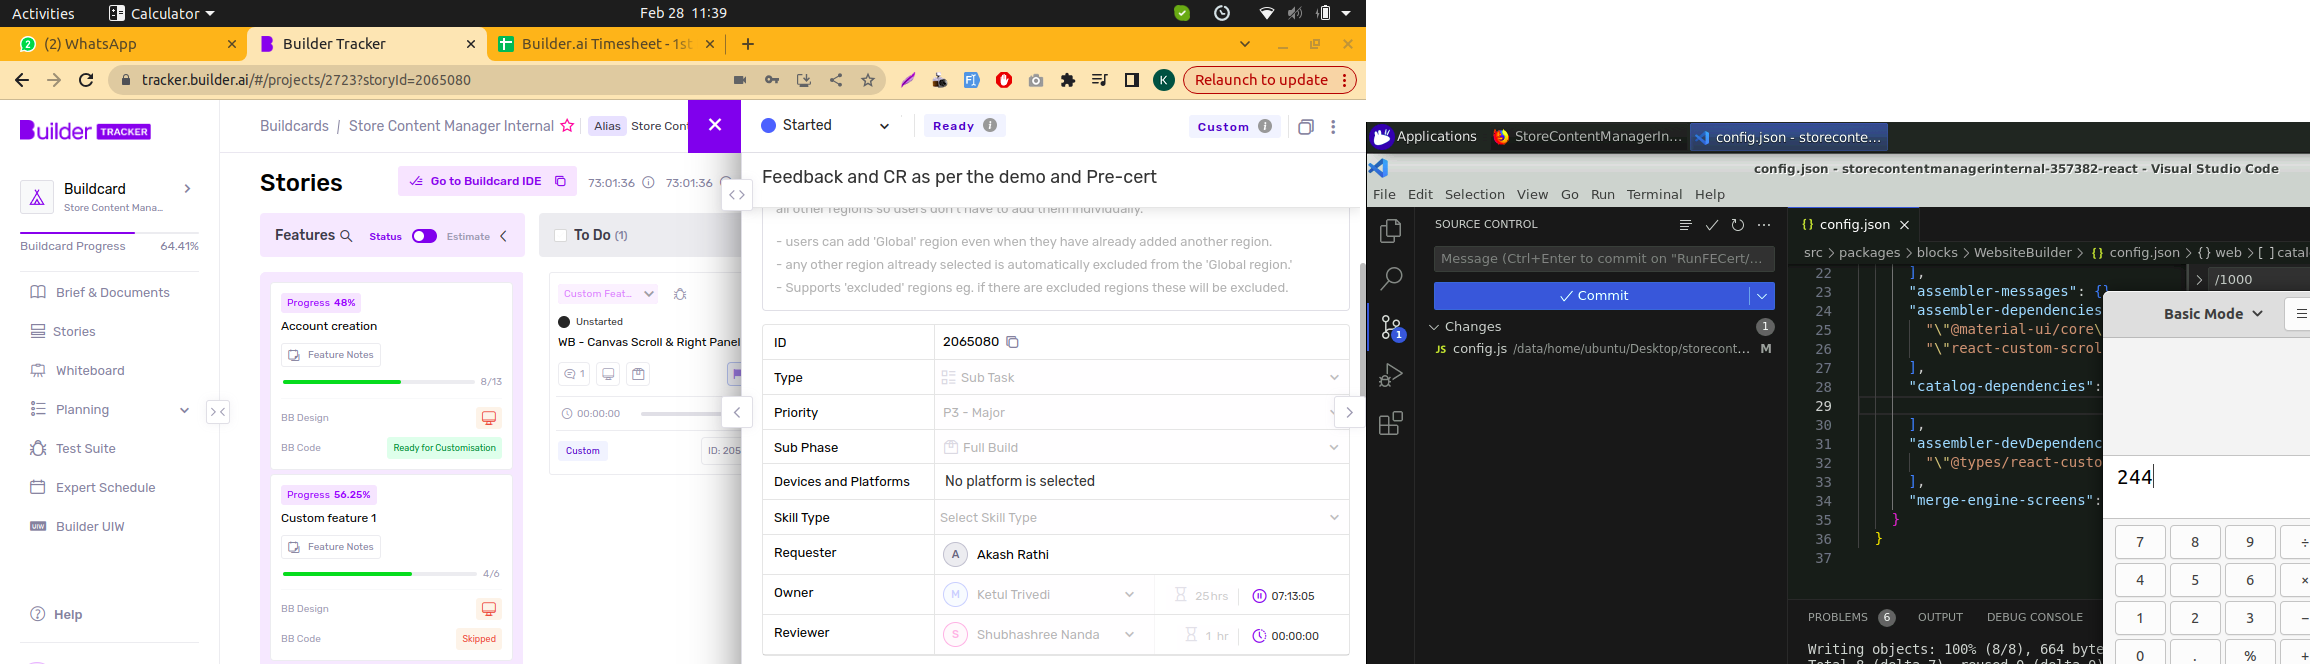 Activities
Calculator
Feb 28 11:39
(2) WhatsApp
Builder Tracker
Builder.ai Timesheet - 1st
tracker.builder.ai/#/projects/2723?storyId=2065080
K
Relaunch to update
Builder TRACKER
Buildcards / Store Content Manager Internal
Alias
Store Cont
Started
Ready
Custom
Stories
Go to Buildcard IDE
73:01:36
73:01:36
Feedback and CR as per the demo and Pre-cert
Buildcard
Store Content Mana...
Buildcard Progress 64.41%
Features
Status
Estimate
To Do (1)
all other regions so users don't have to add them individually.
- users can add 'Global' region even when they have already added another region.
- any other region altready selected is automatically excluded from the 'Global region.'
- Supports 'excluded' regions eg. if there are excluded regions these will be excluded.
Brief & Documents
Stories
Whiteboard
Planning
Test Suite
Expert Schedule
Builder UIW
Help
Progress 48%
Account creation
Feature Notes
8/13
BB Design
BB Code
Ready for Customisation
Progress 56.25%
Custom feature 1
Feature Notes
4/6
BB Design
BB Code
Skipped
Custom Feat...
Unstarted
WB - Canvas Scroll & Right Panel
1
00:00:00
Custom
ID: 205
ID
2065080
Type
Sub Task
Priority
P3 - Major
Sub Phase
Full Build
Devices and Platforms
No platform is selected
Skill Type
Select Skill Type
Requester
A
Akash Rathi
Owner
M
Ketul Trivedi
25hrs
07:13:05
Reviewer
S
Shubhashree Nanda
1 hr
00:00:00
Applications
StoreContentManagerIn...
config.json - storeconte...
config.json - storecontentmanagerinternal-357382-react - Visual Studio Code
File Edit Selection View Go Run Terminal Help
SOURCE CONTROL
Message (Ctrl+Enter to commit on "RunFECert/...
Commit
Changes
1
1
JS config.js /data/home/ubuntu/Desktop/storecont... M
{} config.json
src > packages > blocks > WebsiteBuilder > {} config.json > {} web > [ ] catal
/1000
22 ],
23 "assembler-messages": {}
24 "assembler-dependencies
25 "\"@material-ui/core\
26 "\"react-custom-scrol
27 ],
28 "catalog-dependencies":
29
30 ],
31 "assembler-devDependenc
32 "\"@types/react-custo
33 ],
34 "merge-engine-screens":
35 }
36 }
37
PROBLEMS 6 OUTPUT DEBUG CONSOLE
Writing objects: 100% (8/8), 664 byte
Total 8 (delta 7), reused 0 (delta 0)
Basic Mode
244
7 8 9 ÷
4 5 6 ×
1 2 3 −
0 . % +